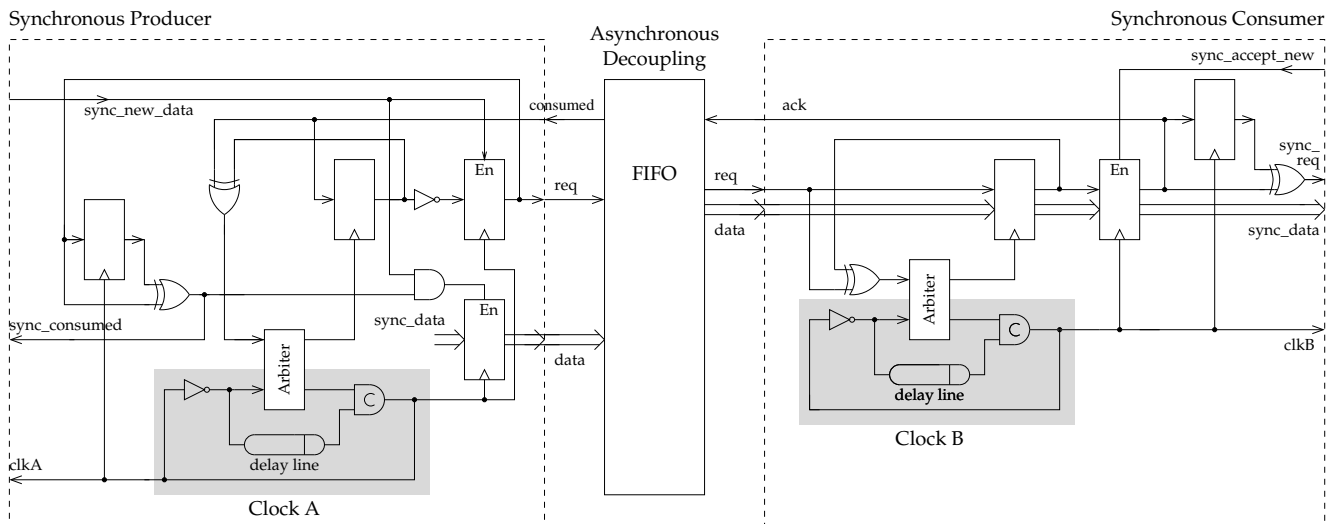 Synchronous Producer
Synchronous Consumer
Asynchronous
Decoupling
sync_accept_new
sync_new_data
consumed
ack
sync_
req
En
FIFO
En
req
req
data
sync_data
sync_consumed
sync_data
En
data
Arbiter
Arbiter
C
C
clkB
delay line
delay line
clkA
Clock A
Clock B